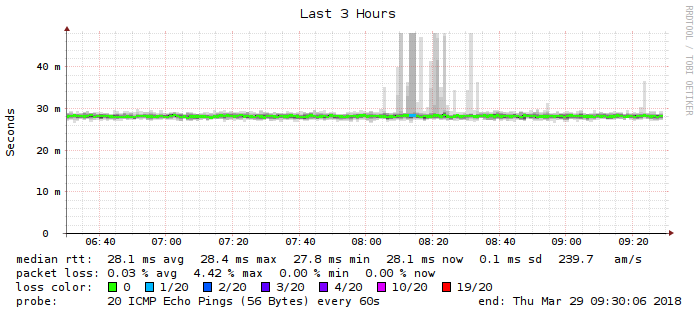 Last 3 Hours
RRDTOOL / TOBI OETIKER
Seconds
40 m
30 m
20 m
10 m
0
06:40 07:00 07:20 07:40 08:00 08:20 08:40 09:00 09:20
median rtt: 28.1 ms avg 28.4 ms max 27.8 ms min 28.1 ms now 0.1 ms sd 239.7 am/s
packet loss: 0.03 % avg 4.42 % max 0.00 % min 0.00 % now
loss color: 0 1/20 2/20 3/20 4/20 10/20 19/20
probe: 20 ICMP Echo Pings (56 Bytes) every 60s end: Thu Mar 29 09:30:06 2018